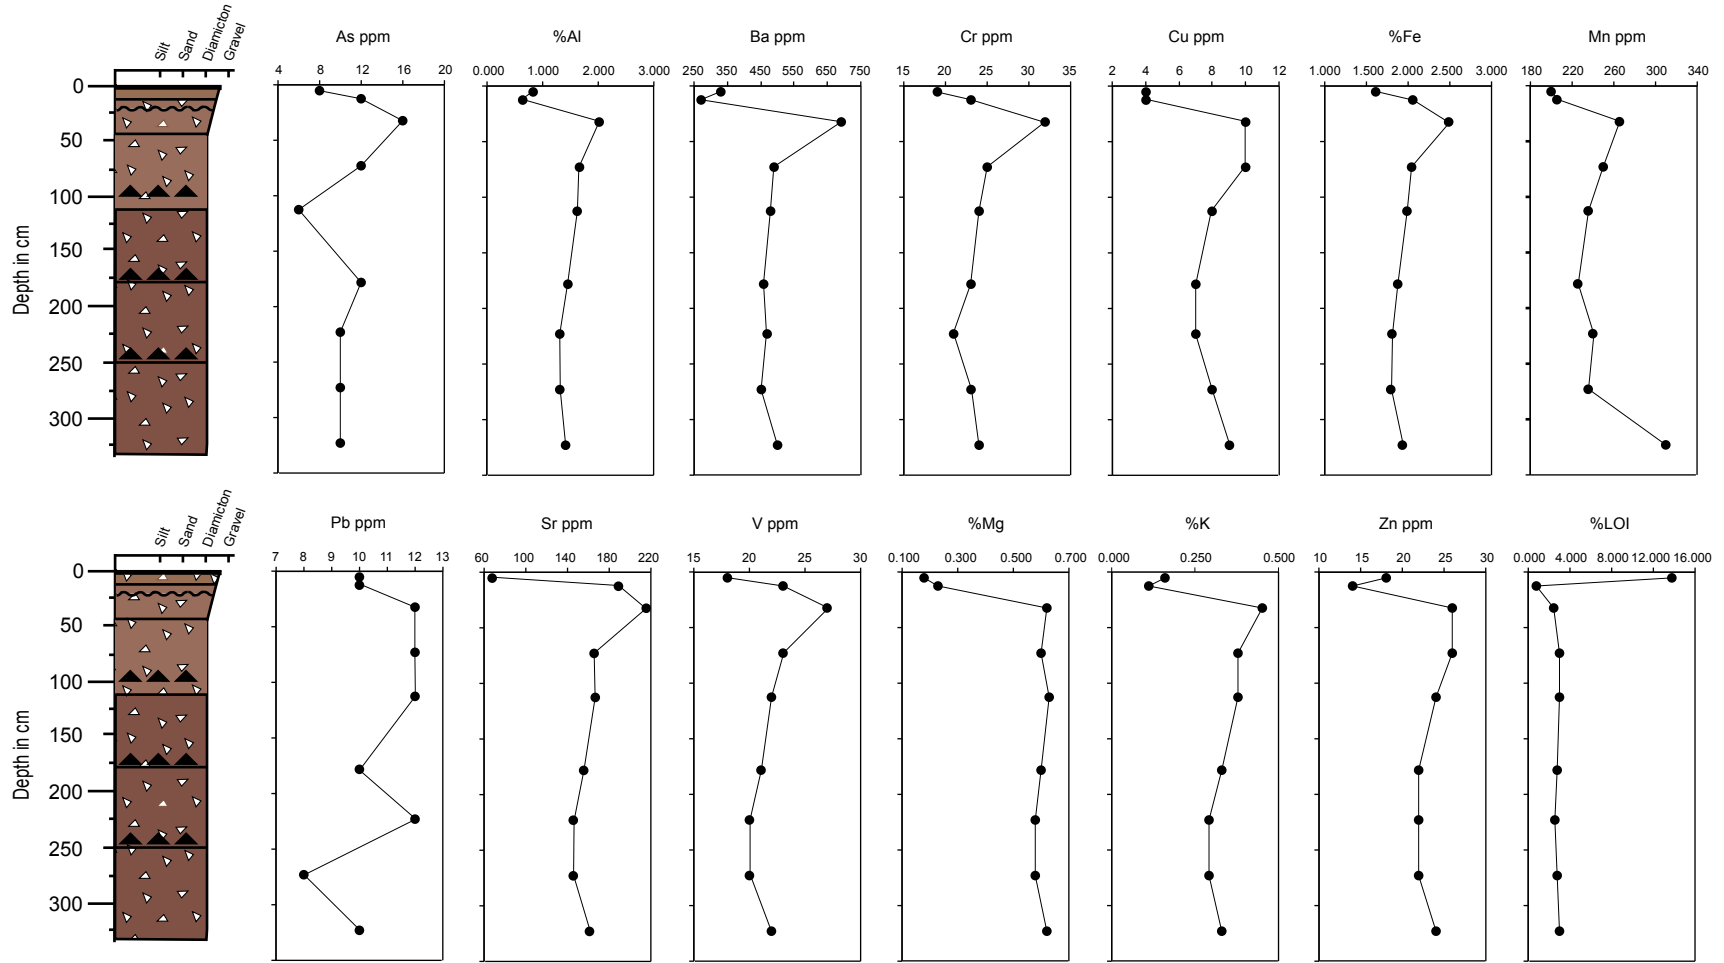 Silt Sand Diamicton Gravel
As ppm %Al Ba ppm Cr ppm Cu ppm %Fe Mn ppm
4 8 12 16 20 0.000 1.000 2.000 3.000 250 350 450 550 650 750 15 20 25 30 35 2 4 6 8 10 12 1.000 1.500 2.000 2.500 3.000 180 220 260 300 340
0
50
100
150
200
250
300
Depth in cm
Silt Sand Diamicton Gravel
Pb ppm Sr ppm V ppm %Mg %K Zn ppm %LOI
7 8 9 10 11 12 13 60 100 140 180 220 15 20 25 30 0.100 0.300 0.500 0.700 0.000 0.250 0.500 10 15 20 25 30 0.000 4.000 8.000 12.000 16.000
0
50
100
150
200
250
300
Depth in cm